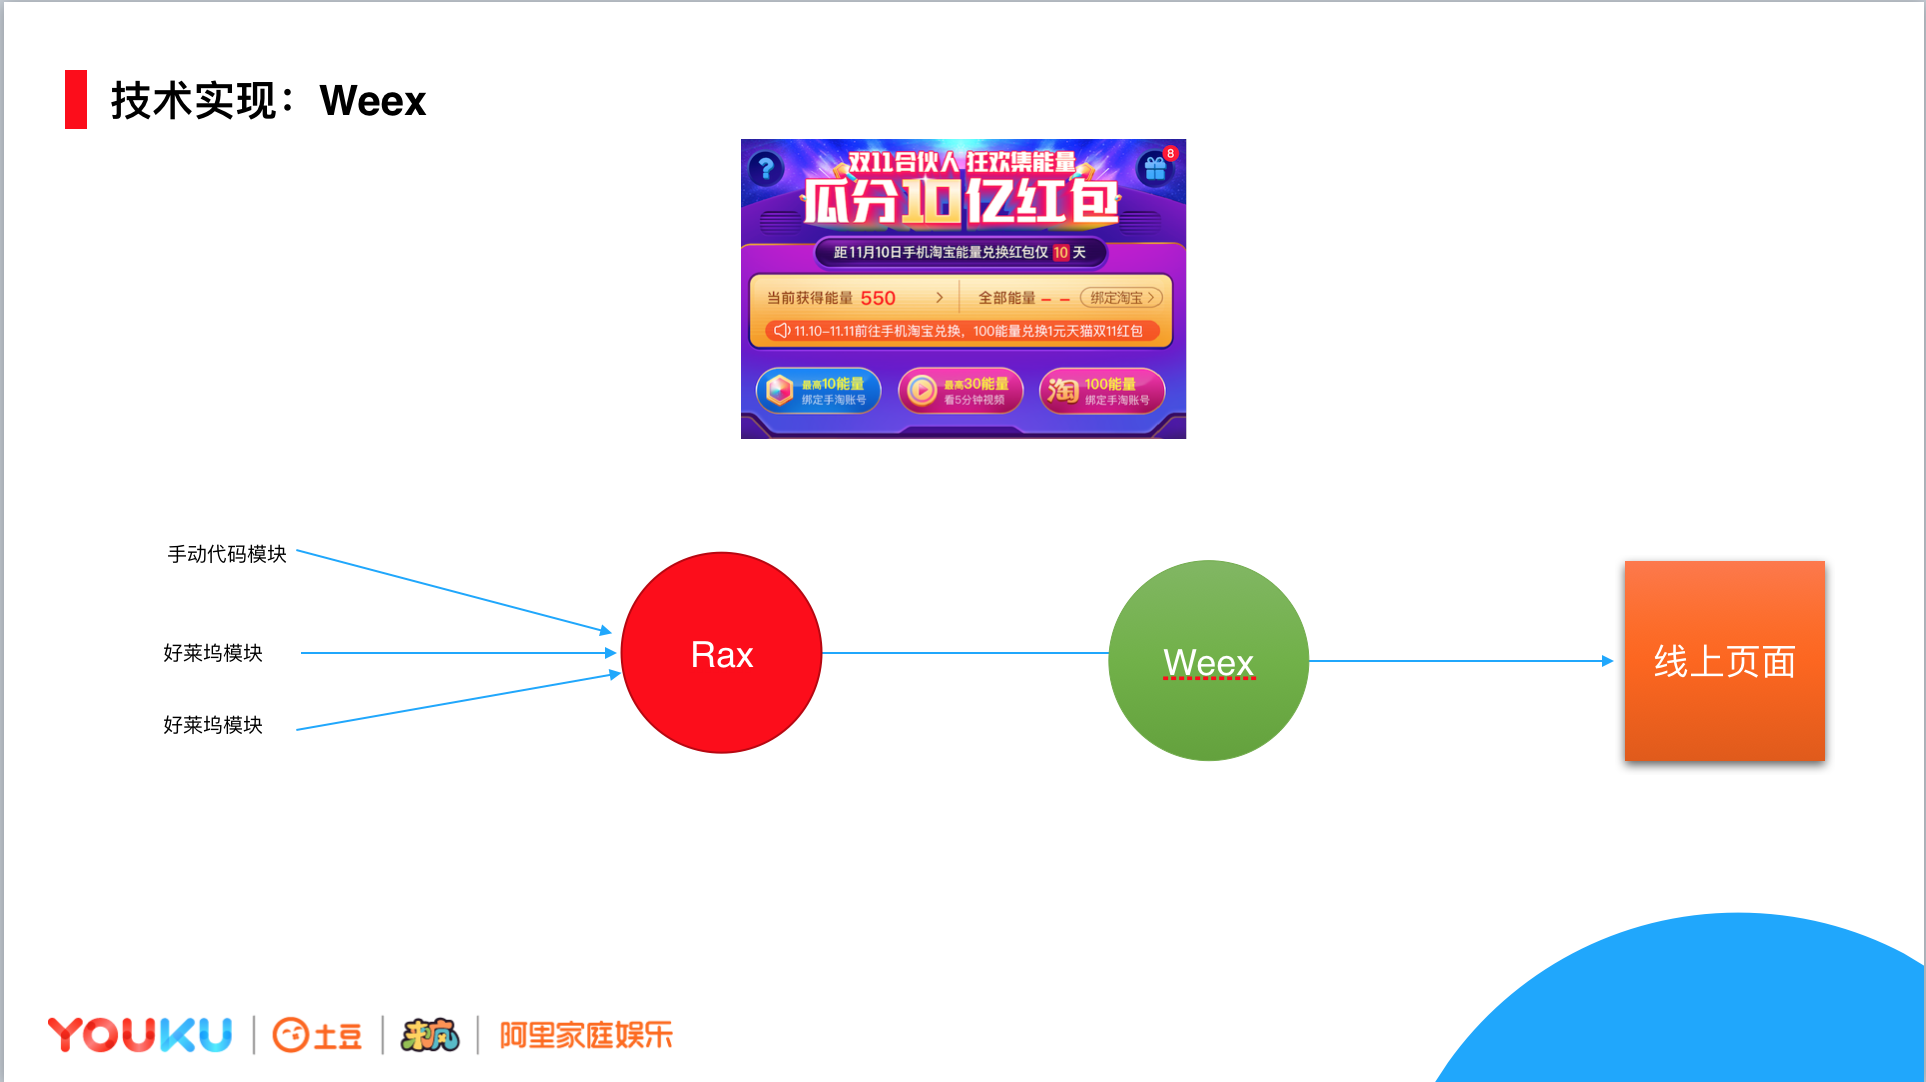 技术实现：Weex
双11合伙人 狂欢集能量
8
?
瓜分10亿红包
距11月10日手机淘宝能量兑换红包仅 10 天
当前获得能量 550 > 全部能量 – – 绑定淘宝 >
11.10-11.11前往手机淘宝兑换，100能量兑换1元天猫双11红包
最高10能量
绑定手淘账号
最高30能量
看5分钟视频
淘
100能量
绑定手淘账号
手动代码模块
好莱坞模块
好莱坞模块
Rax
Weex
线上页面
YOUKU
土豆
来疯
阿里家庭娱乐